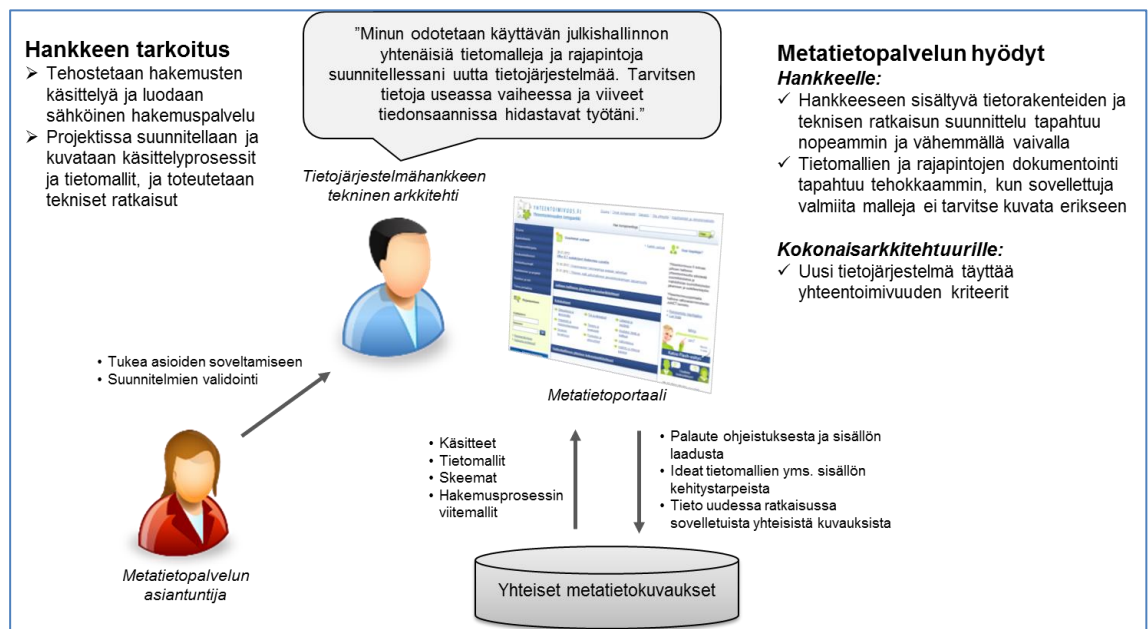 Hankkeen tarkoitus
➢ Tehostetaan hakemusten
käsittelyä ja luodaan
sähköinen hakemuspalvelu
➢ Projektissa suunnitellaan ja
kuvataan käsittelyprosessit
ja tietomallit, ja toteutetaan
tekniset ratkaisut
”Minun odotetaan käyttävän julkishallinnon
yhtenäisiä tietomalleja ja rajapintoja
suunnitellessani uutta tietojärjestelmää. Tarvitsen
tietoja useassa vaiheessa ja viiveet
tiedonsaannissa hidastavat työtäni.”
Tietojärjestelmähankkeen
tekninen arkkitehti
Metatietopalvelun hyödyt
Hankkeelle:
✓ Hankkeeseen sisältyvä tietorakenteiden ja
teknisen ratkaisun suunnittelu tapahtuu
nopeammin ja vähemmällä vaivalla
✓ Tietomallien ja rajapintojen dokumentointi
tapahtuu tehokkaammin, kun sovellettuja
valmiita malleja ei tarvitse kuvata erikseen
Kokonaisarkkitehtuurille:
✓ Uusi tietojärjestelmä täyttää
yhteentoimivuuden kriteerit
YHTEENTOIMIVUUS.FI
• Tukea asioiden soveltamiseen
• Suunnitelmien validointi
Metatietoportaali
• Käsitteet
• Tietomallit
• Skeemat
• Hakemusprosessin
viitemallit
• Palaute ohjeistuksesta ja sisällön
laadusta
• Ideat tietomallien yms. sisällön
kehitystarpeista
• Tieto uudessa ratkaisussa
sovelletuista yhteisistä kuvauksista
Metatietopalvelun
asiantuntija
Yhteiset metatietokuvaukset